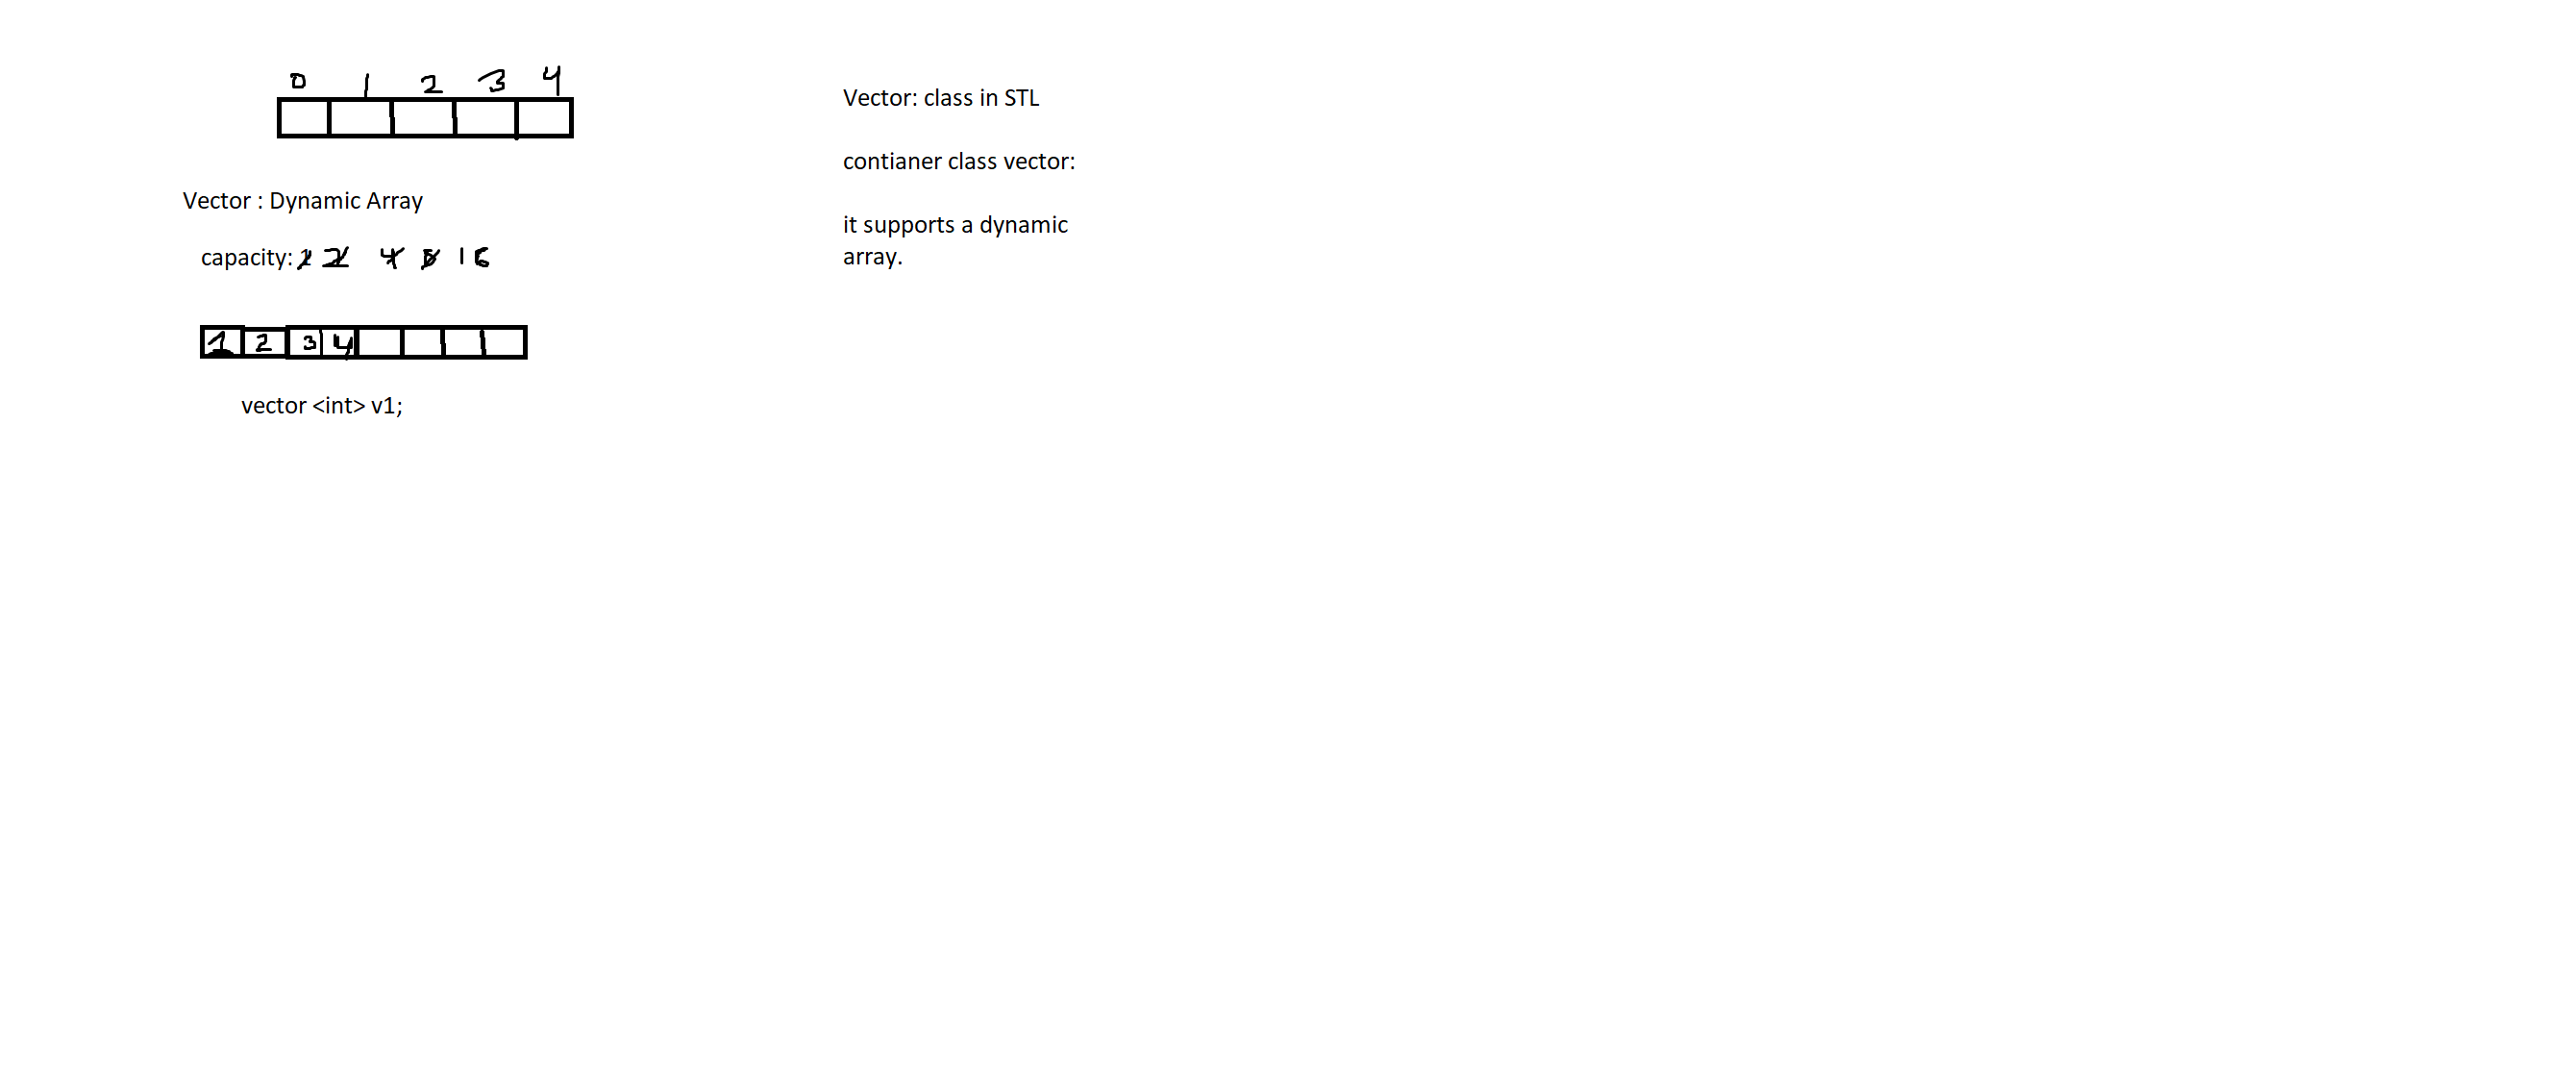 0 1 2 3 4
Vector : Dynamic Array
capacity: 1 2 4 8 16
1 2 3 4
vector <int> v1;
Vector: class in STL
contianer class vector:
it supports a dynamic
array.